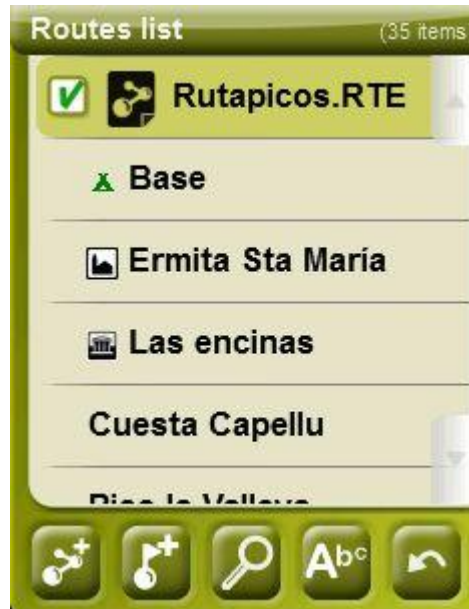 Routes list (35 items
Rutapicos.RTE
Base
Ermita Sta María
Las encinas
Cuesta Capellu
Abc